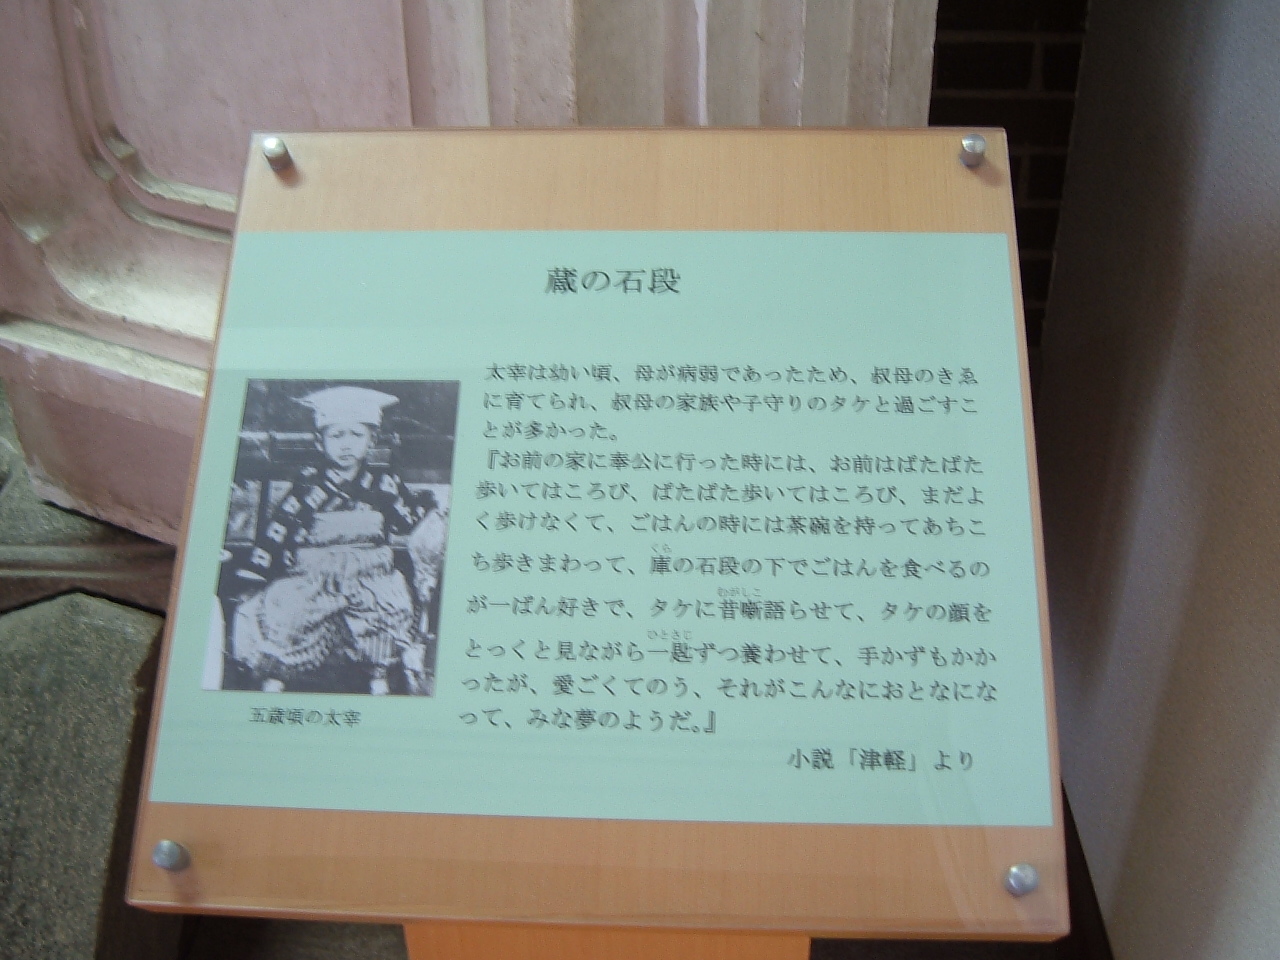 蔵の石段
太宰は幼い頃、母が病弱であったため、叔母のきゑ
に育てられ、叔母の家族や子守りのタケと過ごすこ
とが多かった。
『お前の家に奉公に行った時には、お前はぱたぱた
歩いてはころび、ぱたぱた歩いてはころび、まだよ
く歩けなくて、ごはんの時には茶碗を持ってあちこ
ち歩きまわって、庫の石段の下でごはんを食べるの
が一ばん好きで、タケに昔噺語らせて、タケの顔を
とっくと見ながら一匙ずつ養わせて、手かずもかか
ったが、愛ごくてのう、それがこんなにおとなにな
って、みな夢のようだ。』
小説「津軽」より
五歳頃の太宰
くら
むがしこ
ひとさじ